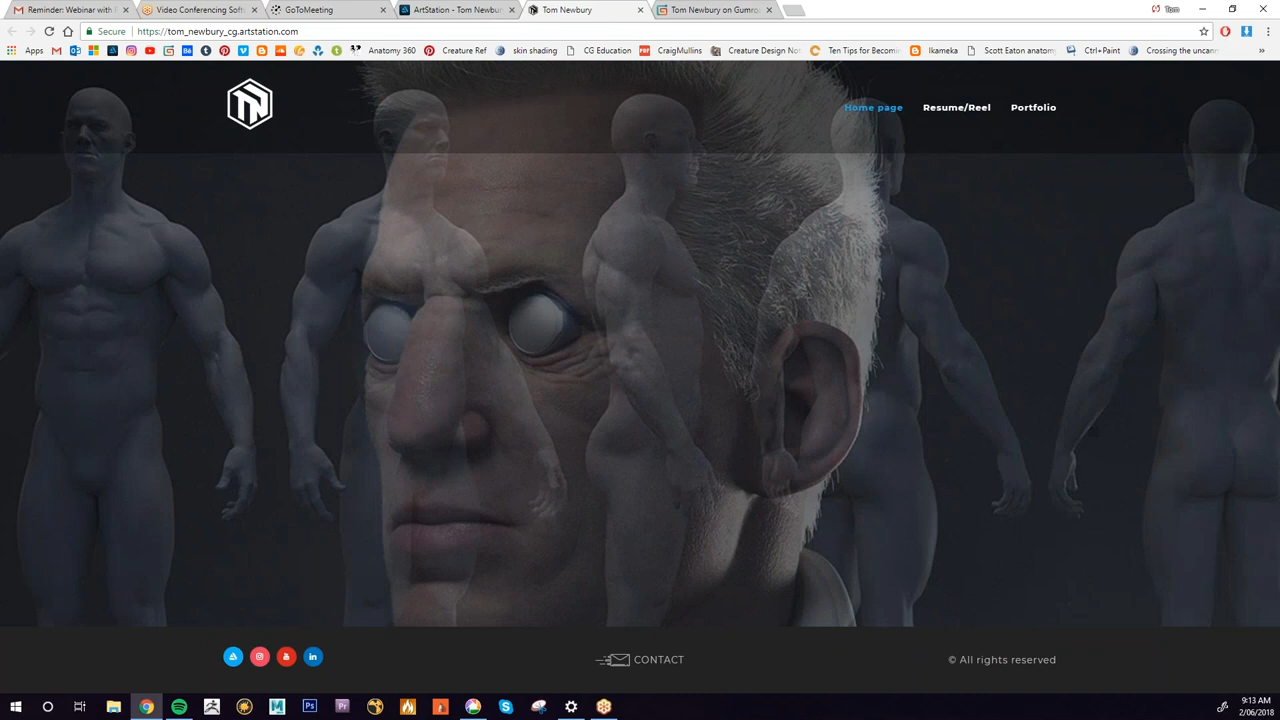 Reminder: Webinar with
Video Conferencing Soft
GoToMeeting
ArtStation - Tom Newbur
Tom Newbury
Tom Newbury on Gumro
Tom
Secure
https://tom_newbury_cg.artstation.com
Apps
Anatomy 360
Creature Ref
skin shading
CG Education
CraigMullins
Creature Design
Ten Tips for Becomi
Ikameka
Scott Eaton anatom
Ctrl+Paint
Crossing the uncan
Home page
Resume/Reel
Portfolio
CONTACT
© All rights reserved
9:13 AM
2/06/2018